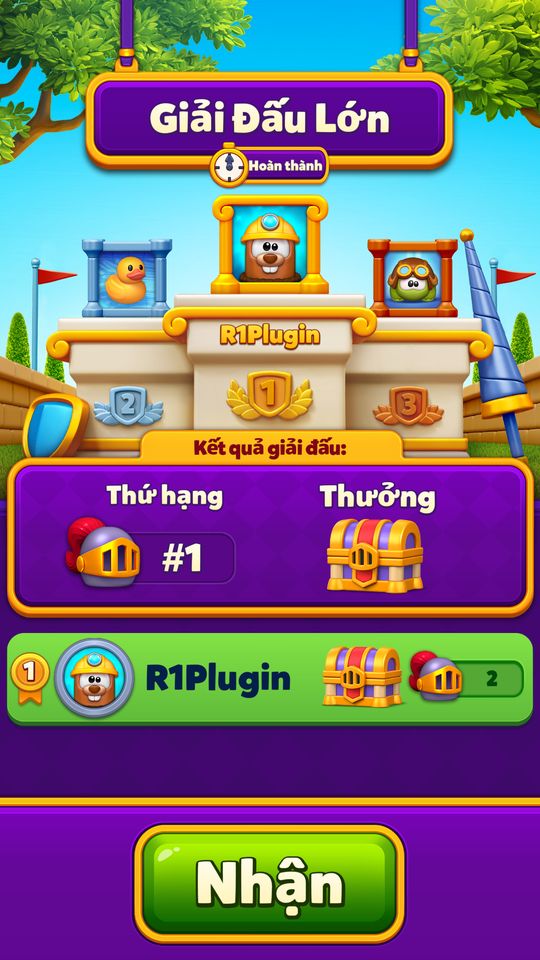 Giải Đấu Lớn
Hoàn thành
R1Plugin
2
1
3
Kết quả giải đấu:
Thứ hạng
Thưởng
#1
1
R1Plugin
2
Nhận